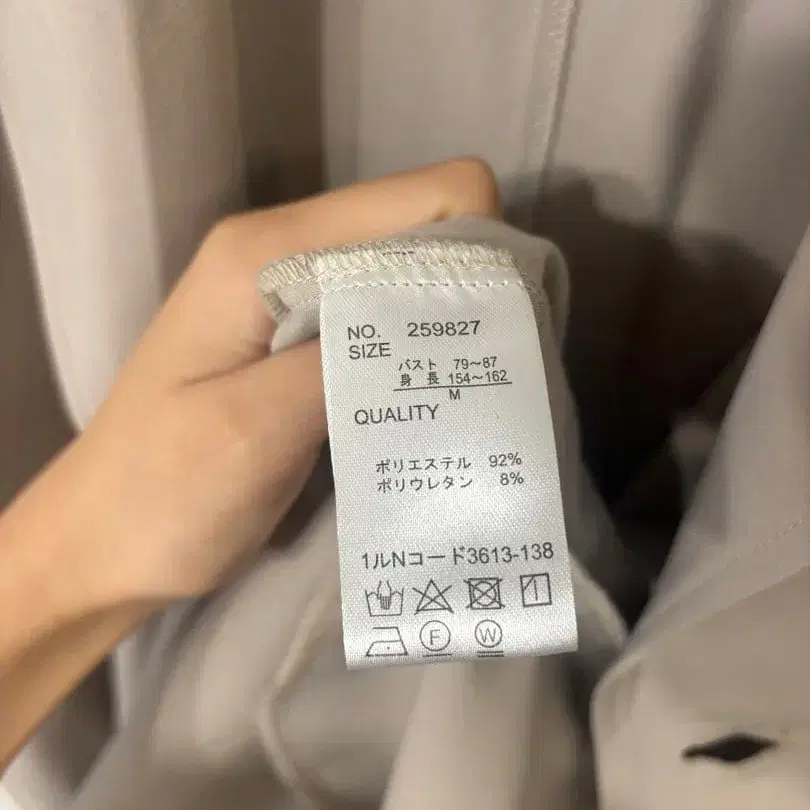 NO. 259827
SIZE
バスト 79～87
身 長 154～162
M
QUALITY
ポリエステル 92%
ポリウレタン 8%
1ルNコード3613-138
F W